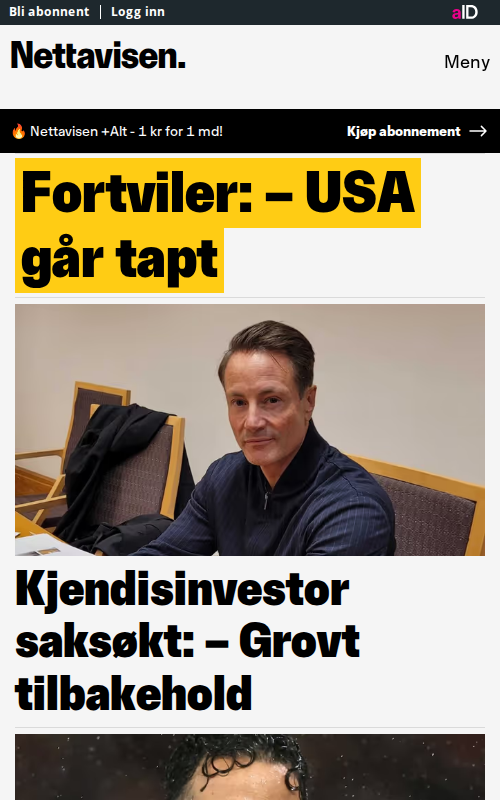 Bli abonnent | Logg inn
aID
Nettavisen.
Meny
🔥 Nettavisen +Alt - 1 kr for 1 md!
Kjøp abonnement →
Fortviler: – USA
går tapt
Kjendisinvestor
saksøkt: – Grovt
tilbakehold